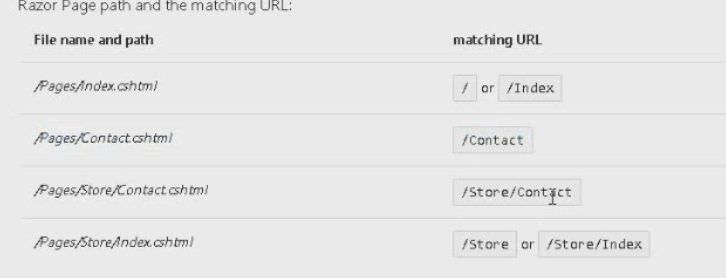 Razor Page path and the matching URL:
File name and path matching URL
/Pages/Index.cshtml / or /Index
/Pages/Contact.cshtml /Contact
/Pages/Store/Contact.cshtml /Store/Contact
/Pages/Store/Index.cshtml /Store or /Store/Index